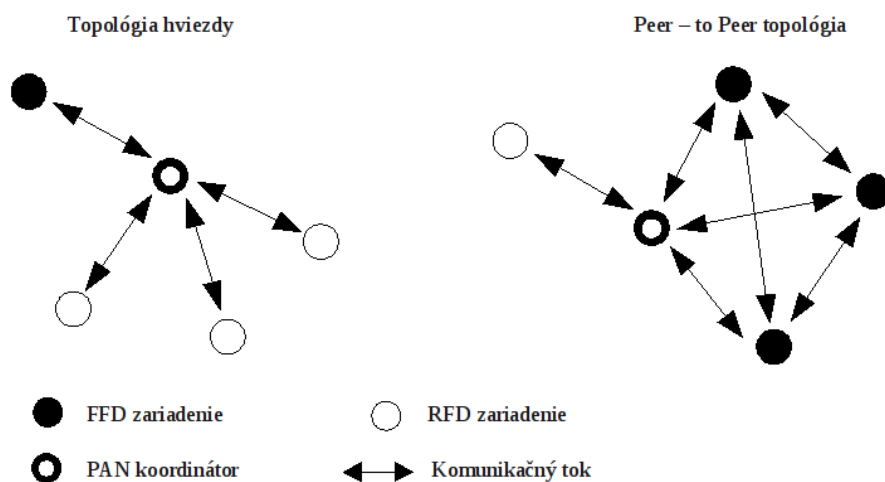 Topológia hviezdy
Peer – to Peer topológia
FFD zariadenie
RFD zariadenie
PAN koordinátor
Komunikačný tok